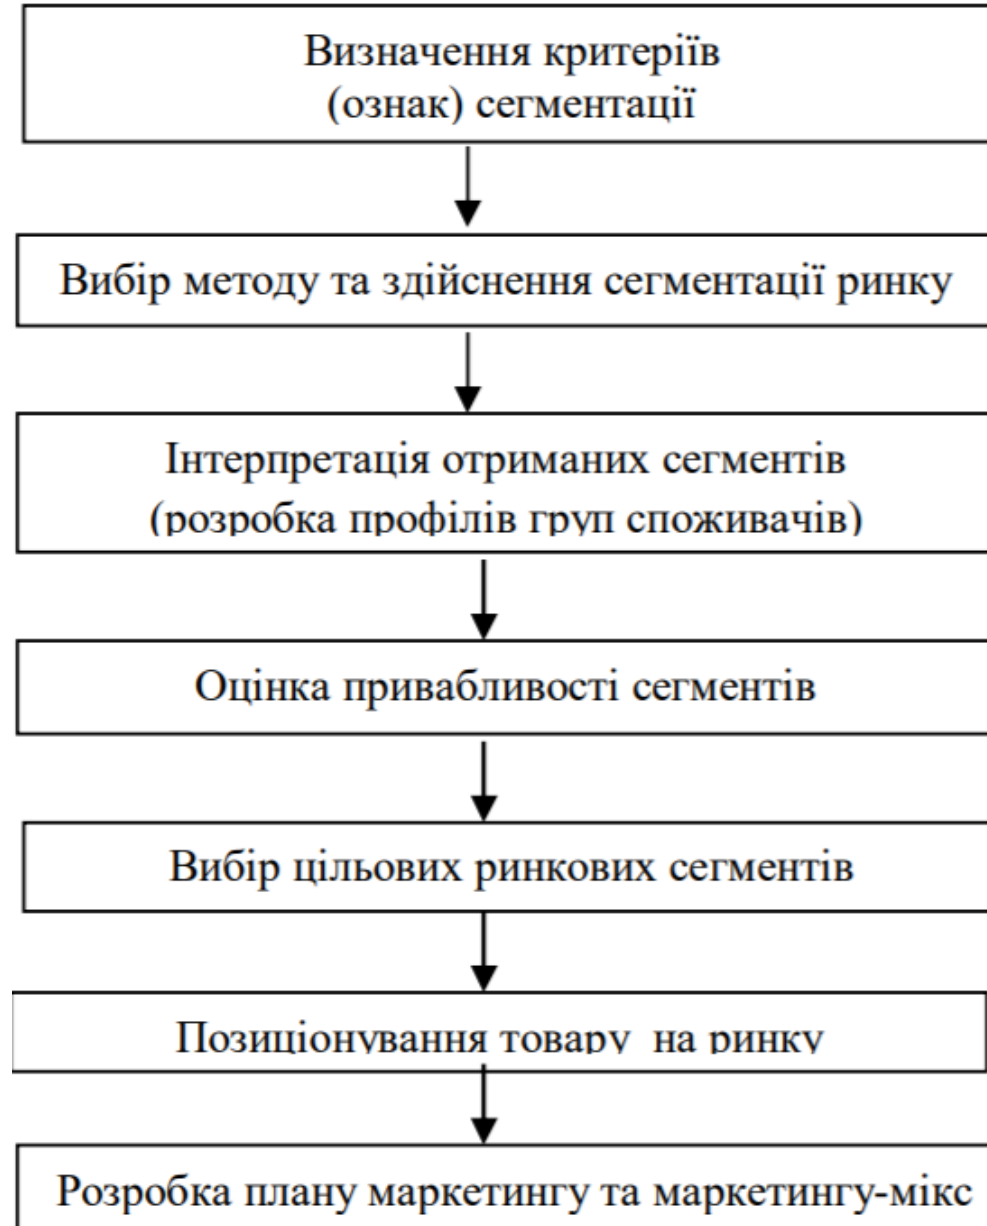 Визначення критеріїв
(ознак) сегментації
Вибір методу та здійснення сегментації ринку
Інтерпретація отриманих сегментів
(розробка профілів груп споживачів)
Оцінка привабливості сегментів
Вибір цільових ринкових сегментів
Позиціонування товару на ринку
Розробка плану маркетингу та маркетингу-мікс